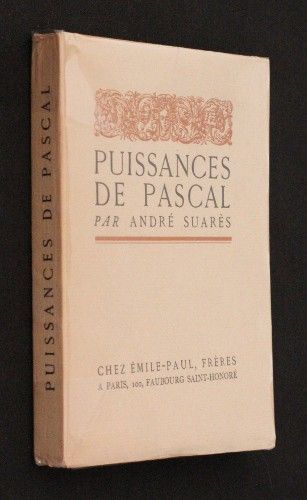 PUISSANCES DE PASCAL
PUISSANCES
DE PASCAL
PAR ANDRÉ SUARÈS
CHEZ ÉMILE-PAUL, FRÈRES
A PARIS, 100, FAUBOURG SAINT-HONORÉ